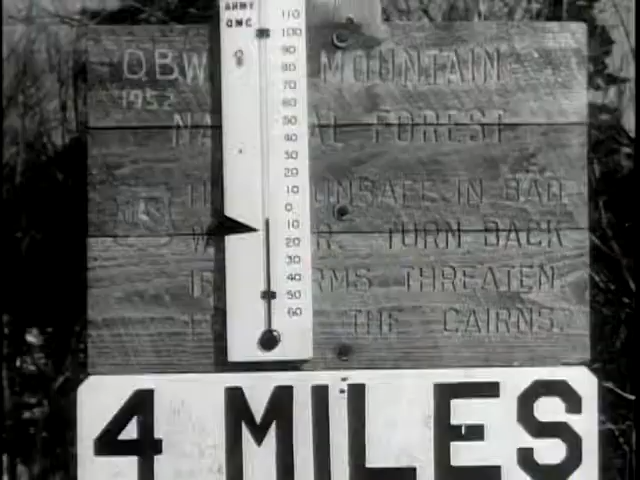 ARMY
QMC
110
100
90
80
70
60
50
40
30
20
10
0
10
20
30
40
50
60
MOUNTAIN
1952
FOREST
UNSAFE IN BAD
TURN BACK
THREATEN.
THE CAIRNS.
4 MILES